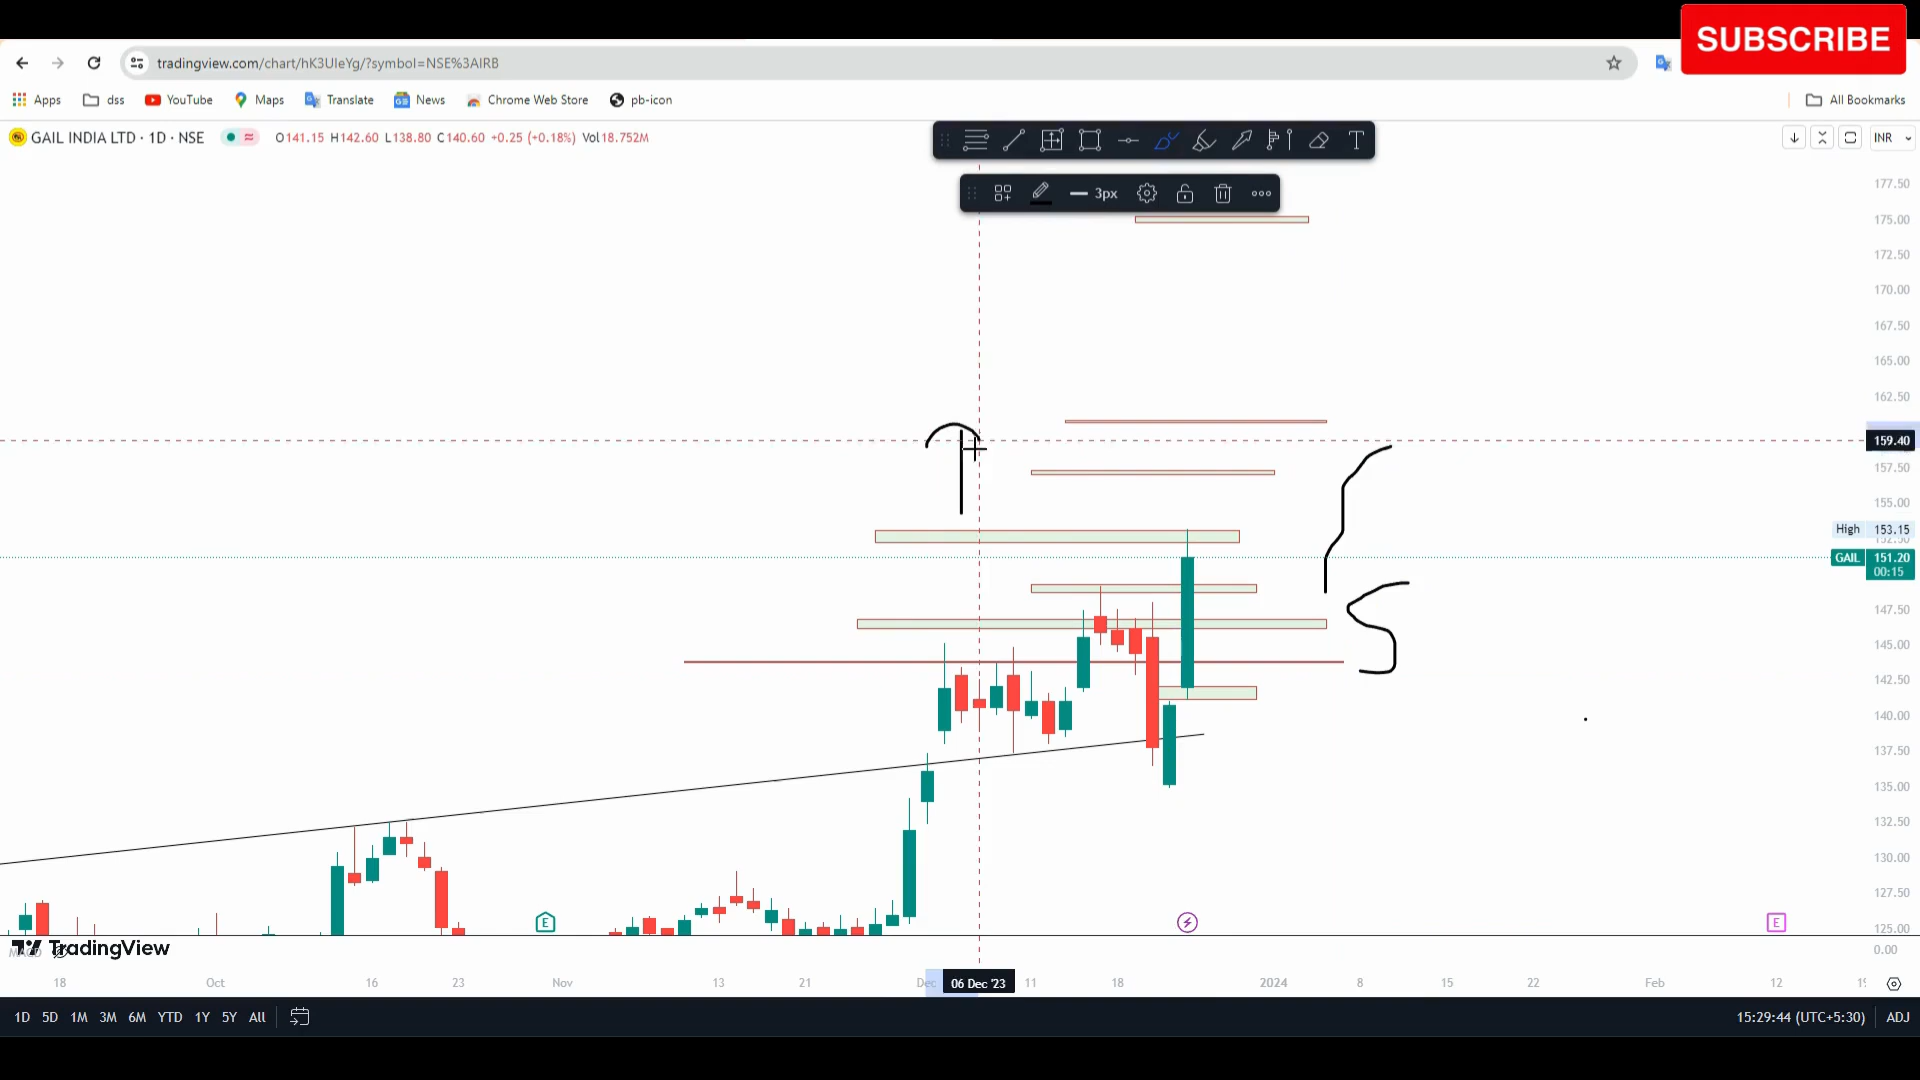 SUBSCRIBE
tradingview.com/chart/hK3UIeYg/?symbol=NSE%3AIRB
Apps dss YouTube Maps Translate News Chrome Web Store pb-icon All Bookmarks
GAIL INDIA LTD · 1D · NSE O141.15 H142.60 L138.80 C140.60 +0.25 (+0.18%) Vol18.752M INR
3px
177.50
175.00
172.50
170.00
167.50
165.00
162.50
159.40
157.50
155.00
High 153.15
GAIL 151.20
00:15
147.50
145.00
142.50
140.00
137.50
135.00
132.50
130.00
127.50
125.00
E E
TradingView
MACD
0.00
18 Oct 16 23 Nov 13 21 Dec 06 Dec '23 11 18 2024 8 15 22 Feb 12
1D 5D 1M 3M 6M YTD 1Y 5Y All 15:29:44 (UTC+5:30) ADJ